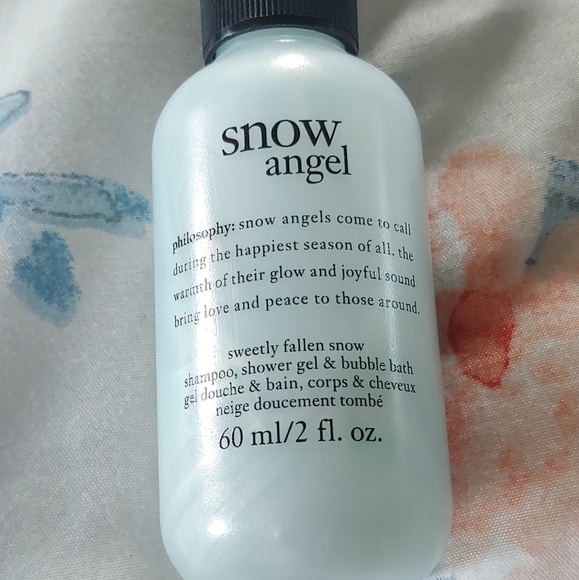 snow
angel
philosophy: snow angels come to call
during the happiest season of all. the
warmth of their glow and joyful sound
bring love and peace to those around.
sweetly fallen snow
shampoo, shower gel & bubble bath
gel douche & bain, corps & cheveux
neige doucement tombé
60 ml/2 fl. oz.